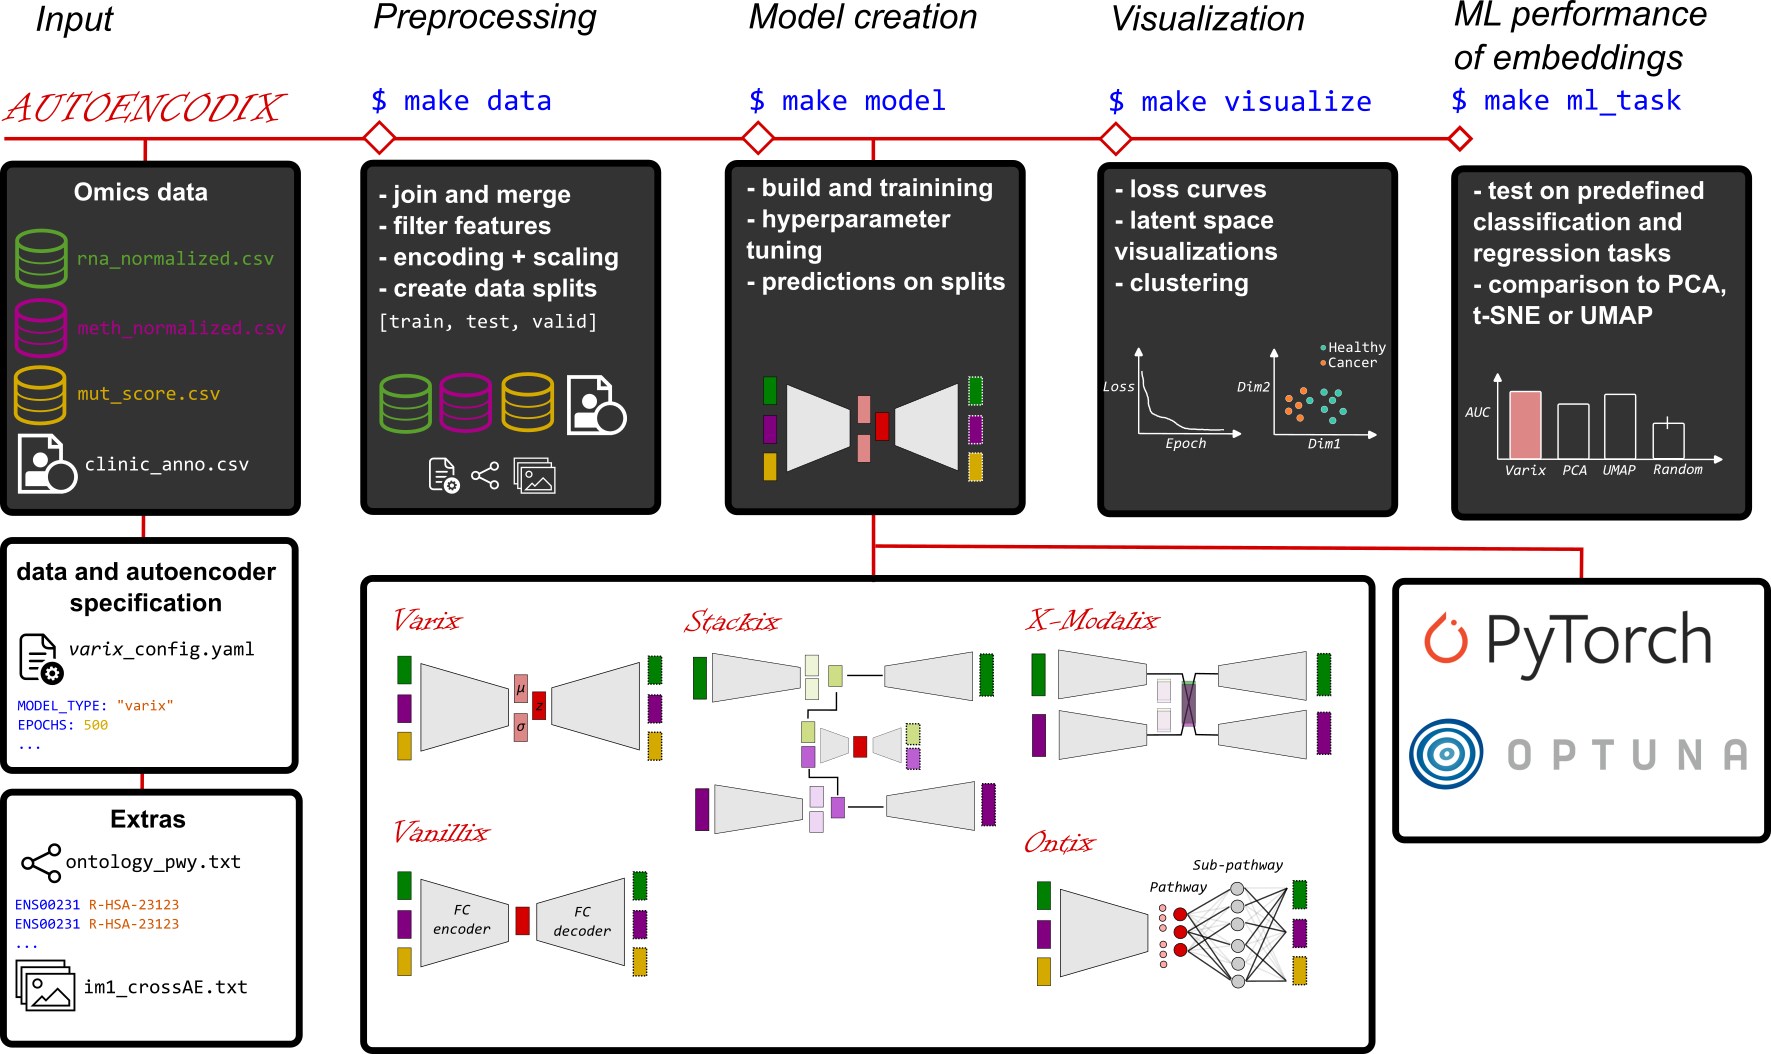 Input
Preprocessing
Model creation
Visualization
ML performance
of embeddings
AUTOENCODIX
$ make data
$ make model
$ make visualize
$ make ml_task
Omics data
rna_normalized.csv
meth_normalized.csv
mut_score.csv
clinic_anno.csv
- join and merge
- filter features
- encoding + scaling
- create data splits
[train, test, valid]
- build and trainining
- hyperparameter
tuning
- predictions on splits
- loss curves
- latent space
visualizations
- clustering
Loss
Epoch
Healthy
Cancer
Dim2
Dim1
- test on predefined
classification and
regression tasks
- comparison to PCA,
t-SNE or UMAP
AUC
Varix
PCA
UMAP
Random
data and autoencoder
specification
varix_config.yaml
MODEL_TYPE: "varix"
EPOCHS: 500
...
Extras
ontology_pwy.txt
ENS00231 R-HSA-23123
ENS00231 R-HSA-23123
...
im1_crossAE.txt
Varix
μ
σ
z
Stackix
X-Modalix
Vanillix
FC
encoder
FC
decoder
Ontix
Sub-pathway
Pathway
PyTorch
OPTUNA